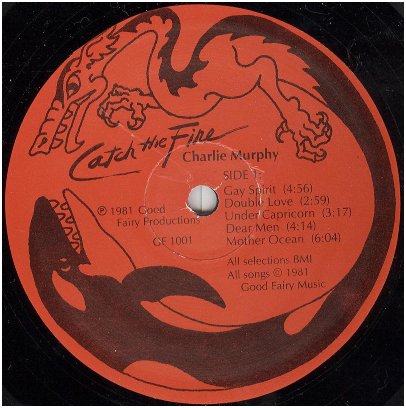 Catch the Fire
Charlie Murphy
SIDE 1:
Gay Spirit (4:56)
Double Love (2:59)
Under Capricorn (3:17)
Dear Men (4:14)
Mother Ocean (6:04)
℗ 1981 Good
Fairy Productions
GF 1001
All selections BMI
All songs © 1981
Good Fairy Music